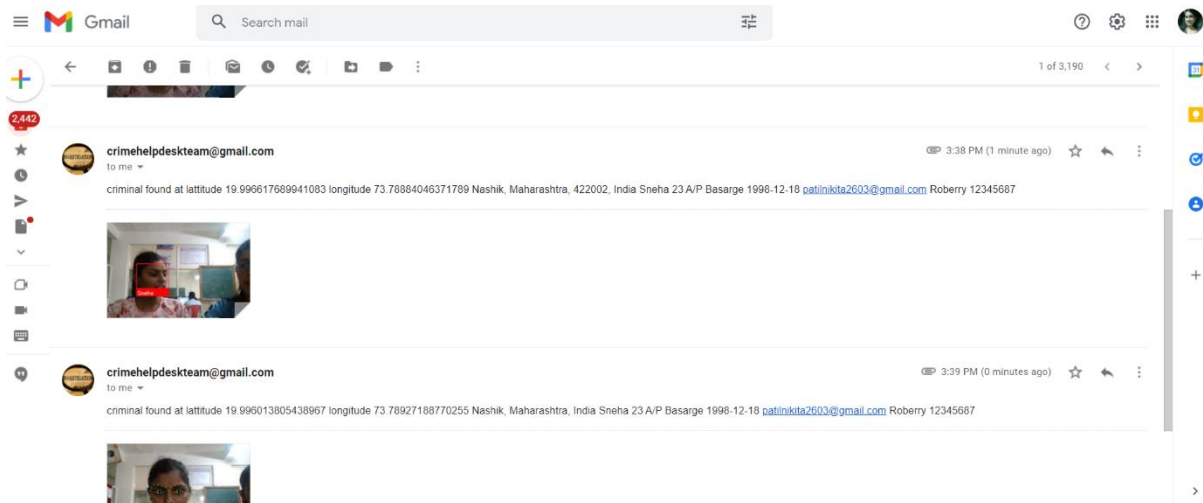 Gmail
Search mail
1 of 3,190
2,442
crimehelpdeskteam@gmail.com
3:38 PM (1 minute ago)
to me
criminal found at lattitude 19.996617689941083 longitude 73.78884046371789 Nashik, Maharashtra, 422002, India Sneha 23 A/P Basarge 1998-12-18 patilnikita2603@gmail.com Roberry 12345687
Sneha
crimehelpdeskteam@gmail.com
3:39 PM (0 minutes ago)
to me
criminal found at lattitude 19.996013805438967 longitude 73.78927188770255 Nashik, Maharashtra, India Sneha 23 A/P Basarge 1998-12-18 patilnikita2603@gmail.com Roberry 12345687